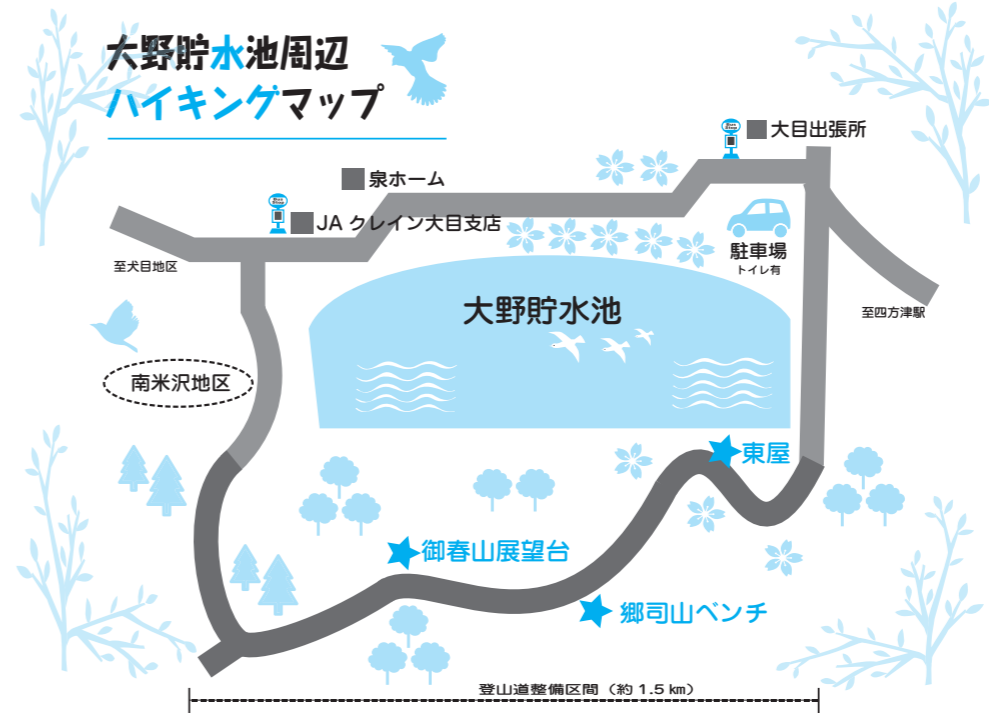 大野貯水池周辺
ハイキングマップ
大目出張所
泉ホーム
JA クレイン大目支店
駐車場
トイレ有
至犬目地区
大野貯水池
至四方津駅
南米沢地区
東屋
御春山展望台
郷司山ベンチ
登山道整備区間（約 1.5 km）